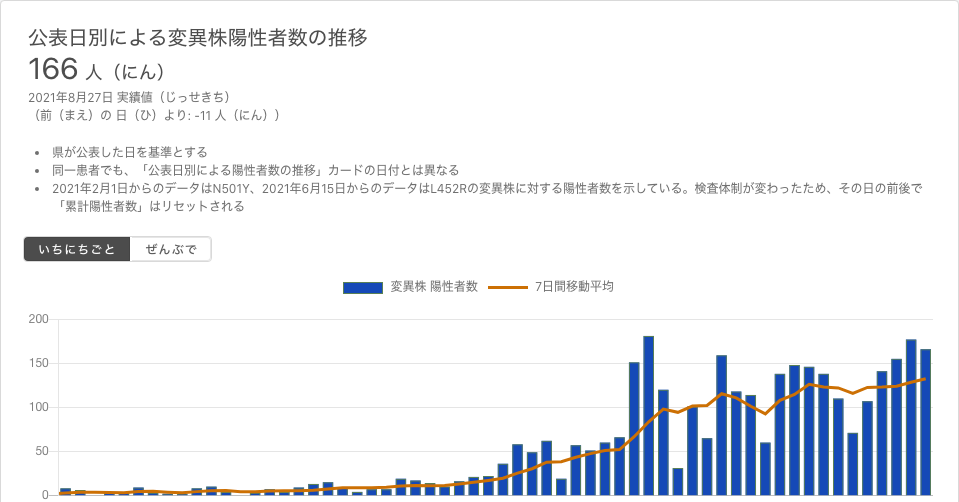 公表日別による変異株陽性者数の推移
166 人（にん）
2021年8月27日 実績値（じっせきち）
（前（まえ）の 日（ひ）より: -11 人（にん））
• 県が公表した日を基準とする
• 同一患者でも、「公表日別による陽性者数の推移」カードの日付とは異なる
• 2021年2月1日からのデータはN501Y、2021年6月15日からのデータはL452Rの変異株に対する陽性者数を示している。検査体制が変わったため、その日の前後で
「累計陽性者数」はリセットされる
いちにちごと ぜんぶで
変異株 陽性者数 7日間移動平均
200
150
100
50
0